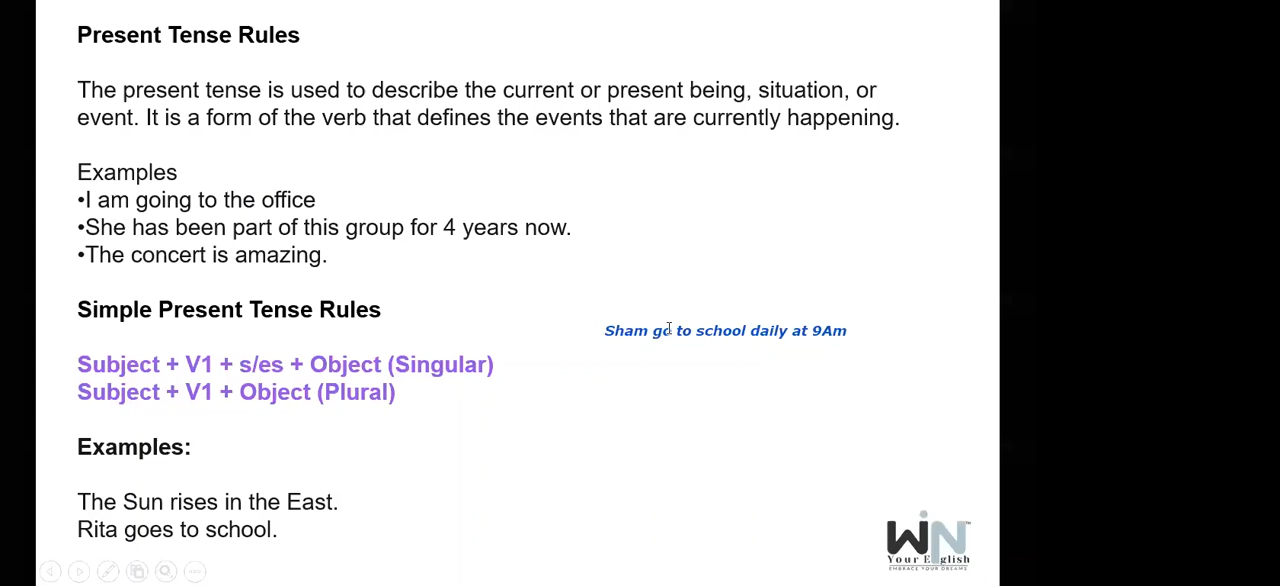 Present Tense Rules
The present tense is used to describe the current or present being, situation, or
event. It is a form of the verb that defines the events that are currently happening.
Examples
•I am going to the office
•She has been part of this group for 4 years now.
•The concert is amazing.
Simple Present Tense Rules
Sham go to school daily at 9Am
Subject + V1 + s/es + Object (Singular)
Subject + V1 + Object (Plural)
Examples:
The Sun rises in the East.
Rita goes to school.
WiN™
Your English
EMBRACE YOUR DREAMS